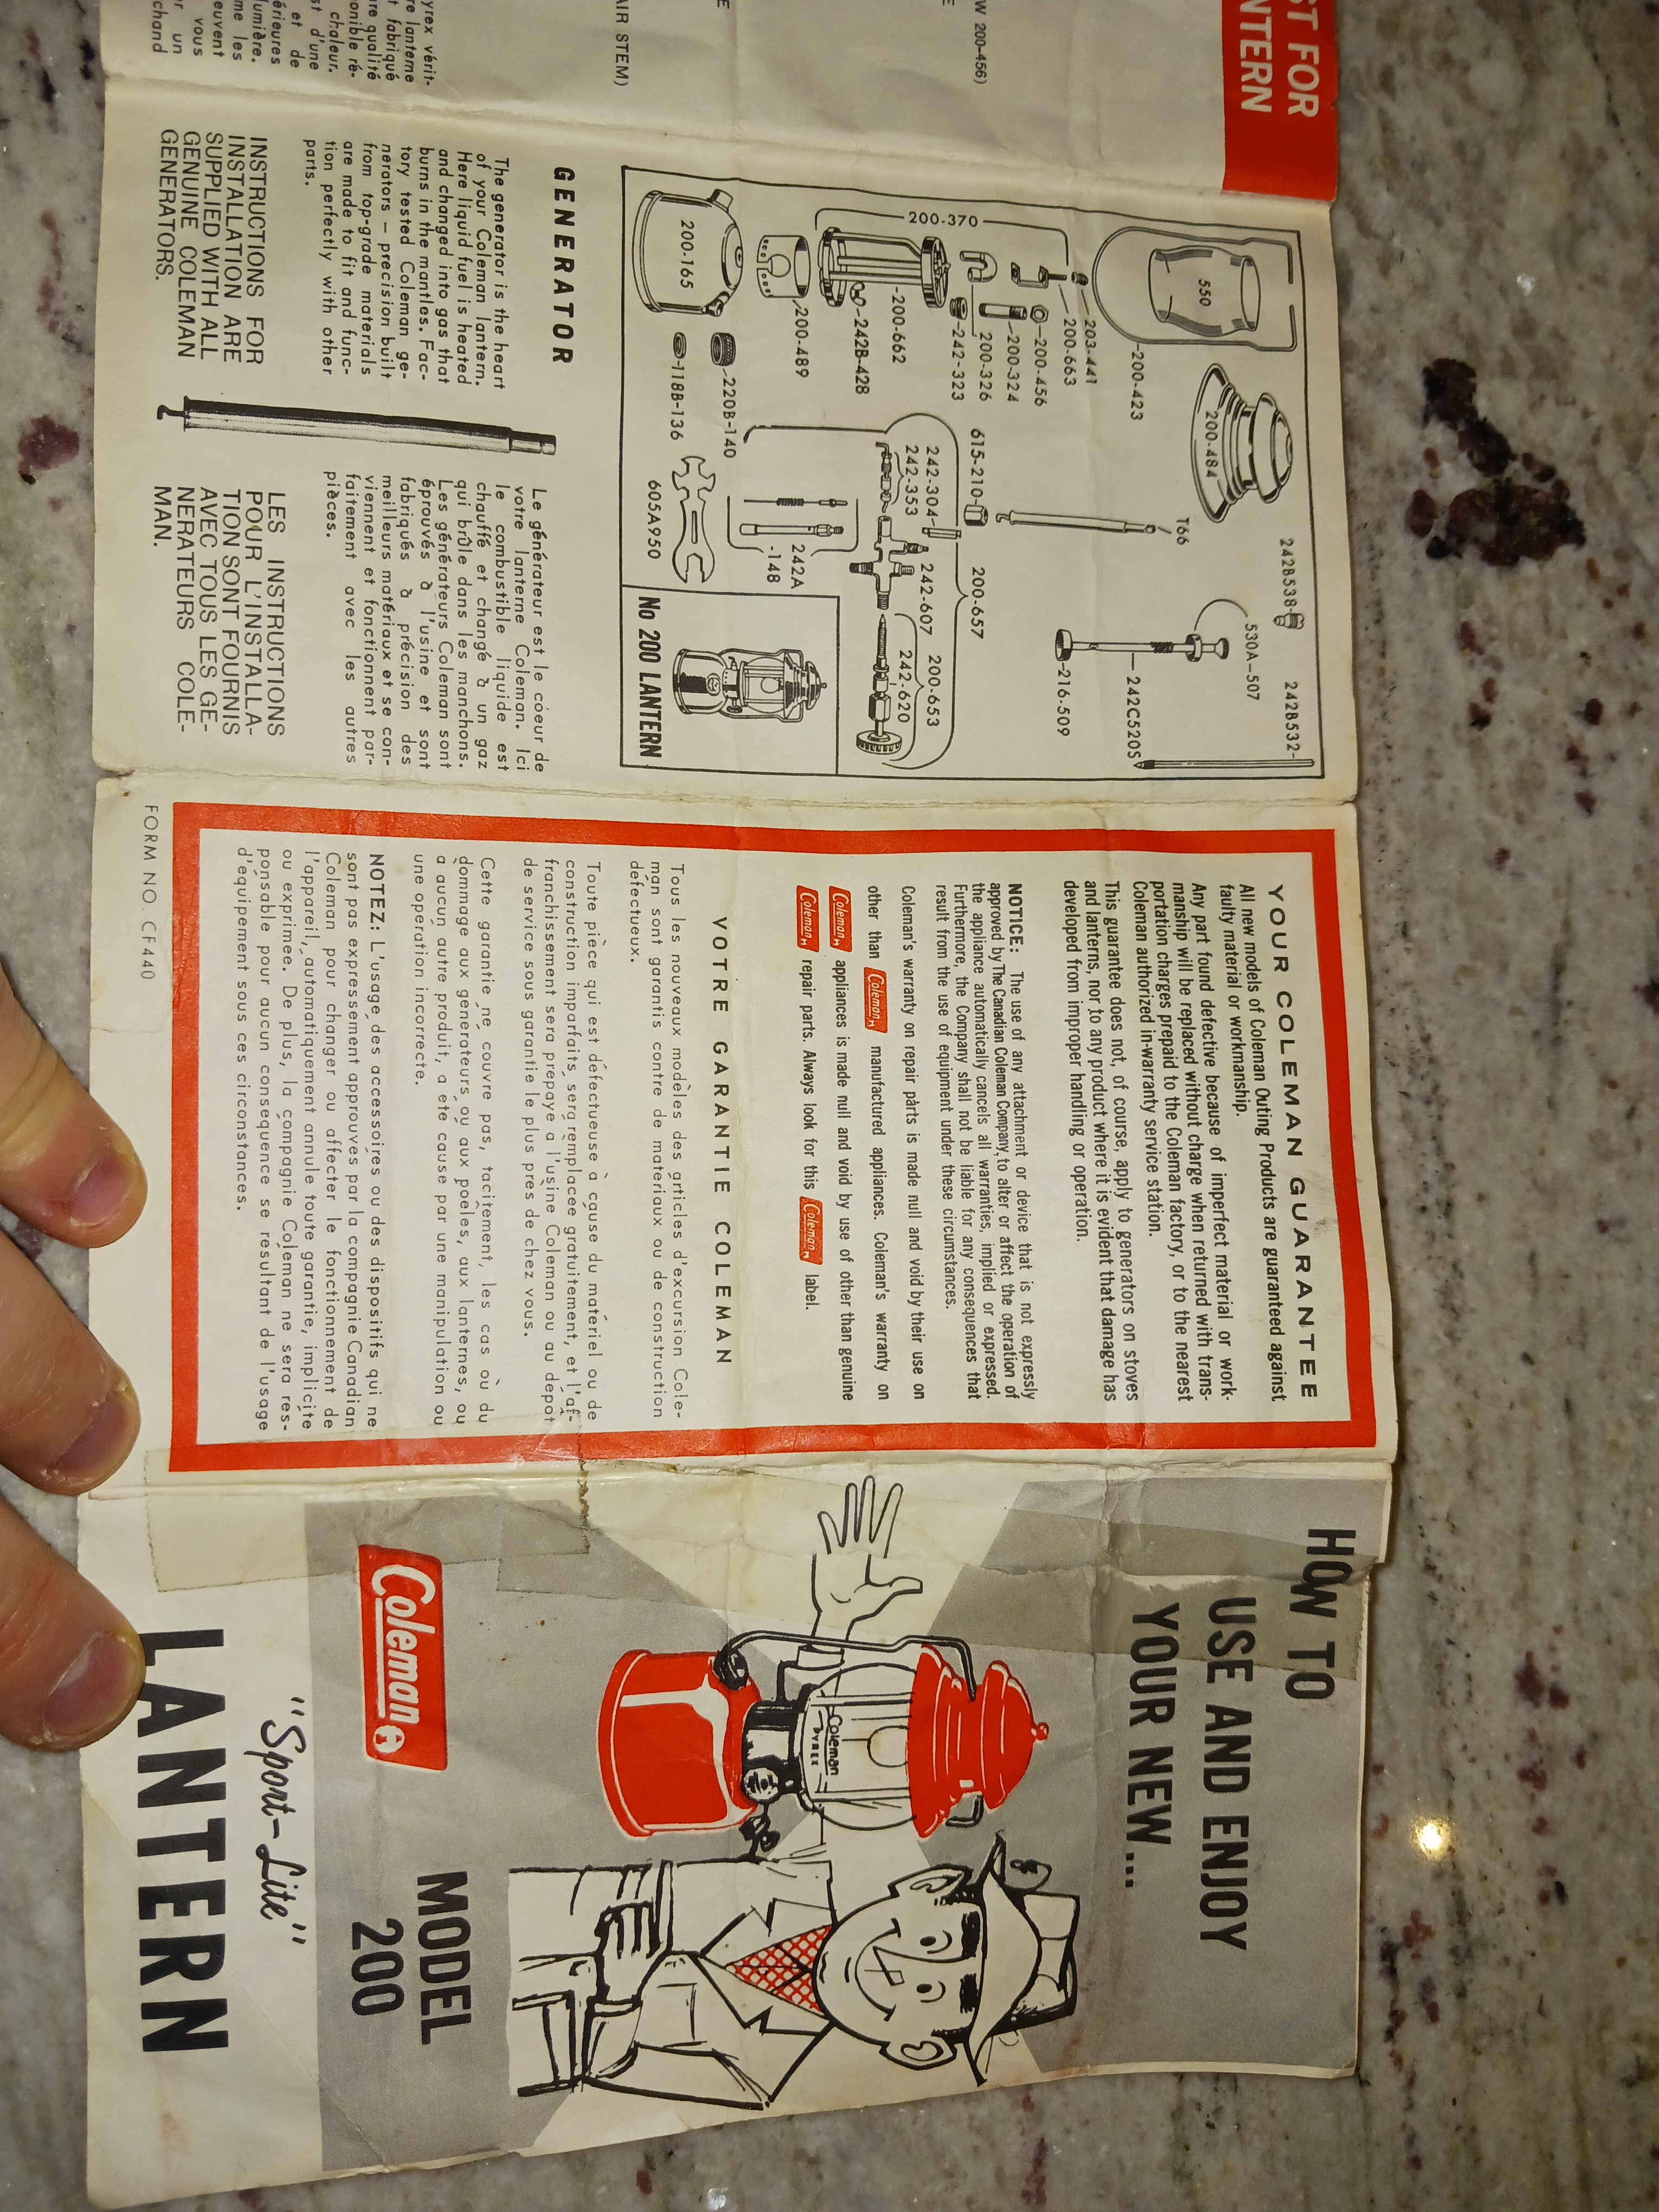 ST FOR
NTERN
W 200-456)
E
AIR STEM)
E
yrex vérit-
re lanterne
t fabriqué
re qualité
onible ré-
chaleur.
st d'une
et de
érieures
lumière.
me les
euvent
vous
r un
chand
550
200-423
200-484
242B538
242B532
T66
530A-507
242C520S
216-509
203-441
200-663
200-456
200-324
200-326
242-323
200-370
200-662
242B-428
200-489
200-165
220B-140
118B-136
615-210
200-657
242-304
242-353
242-607
200-653
242-620
242A
-148
605A950
No 200 LANTERN
GENERATOR
The generator is the heart
of your Coleman lantern.
Here liquid fuel is heated
and changed into gas that
burns in the mantles. Fac-
tory tested Coleman ge-
nerators — precision built
from top-grade materials
are made to fit and func-
tion perfectly with other
parts.
INSTRUCTIONS FOR
INSTALLATION ARE
SUPPLIED WITH ALL
GENUINE COLEMAN
GENERATORS.
Le générateur est le coeur de
votre lanterne Coleman. Ici
le combustible liquide est
chauffé et changé à un gaz
qui brûle dans les manchons.
Les générateurs Coleman sont
éprouvés à l'usine et sont
fabriqués à précision des
meilleurs matériaux et se con-
viennent et fonctionnent par-
faitement avec les autres
pièces.
LES INSTRUCTIONS
POUR L'INSTALLA-
TION SONT FOURNIS
AVEC TOUS LES GE-
NERATEURS COLE-
MAN.
YOUR COLEMAN GUARANTEE
All new models of Coleman Outing Products are guaranteed against
faulty material or workmanship.
Any part found defective because of imperfect material or work-
manship will be replaced without charge when returned with trans-
portation charges prepaid to the Coleman factory, or to the nearest
Coleman authorized in-warranty service station.
This guarantee does not, of course, apply to generators on stoves
and lanterns, nor to any product where it is evident that damage has
developed from improper handling or operation.
NOTICE: The use of any attachment or device that is not expressly
approved by The Canadian Coleman Company, to alter or affect the operation of
the appliance automatically cancels all warranties, implied or expressed.
Furthermore, the Company shall not be liable for any consequences that
result from the use of equipment under these circumstances.
Coleman's warranty on repair parts is made null and void by their use on
other than Coleman manufactured appliances. Coleman's warranty on
Coleman appliances is made null and void by use of other than genuine
Coleman repair parts. Always look for this Coleman label.
VOTRE GARANTIE COLEMAN
Tous les nouveaux modèles des articles d'excursion Cole-
man sont garantis contre de matériaux ou de construction
défectueux.
Toute pièce qui est défectueuse à cause du matériel ou de
construction imparfaits sera remplacée gratuitement, et l'af-
franchissement sera prepaye a l'usine Coleman ou au dépôt
de service sous garantie le plus pres de chez vous.
Cette garantie ne couvre pas, tacitement, les cas où du
dommage aux générateurs où aux poëles, aux lanternes, ou
a aucun autre produit, a ete cause par une manipulation ou
une opération incorrecte.
NOTEZ: L'usage des accessoires ou des dispositifs qui ne
sont pas expressement approuves par la compagnie Canadian
Coleman pour changer ou affecter le fonctionnement de
l'appareil, automatiquement annule toute garantie, implicite
ou exprimee. De plus, la compagnie Coleman ne sera res-
ponsable pour aucun consequence se resultant de l'usage
d'equipement sous ces circonstances.
FORM NO. CF440
HOW TO
USE AND ENJOY
YOUR NEW...
Coleman
PYREX
Coleman
MODEL
200
"Sport-Lite"
LANTERN